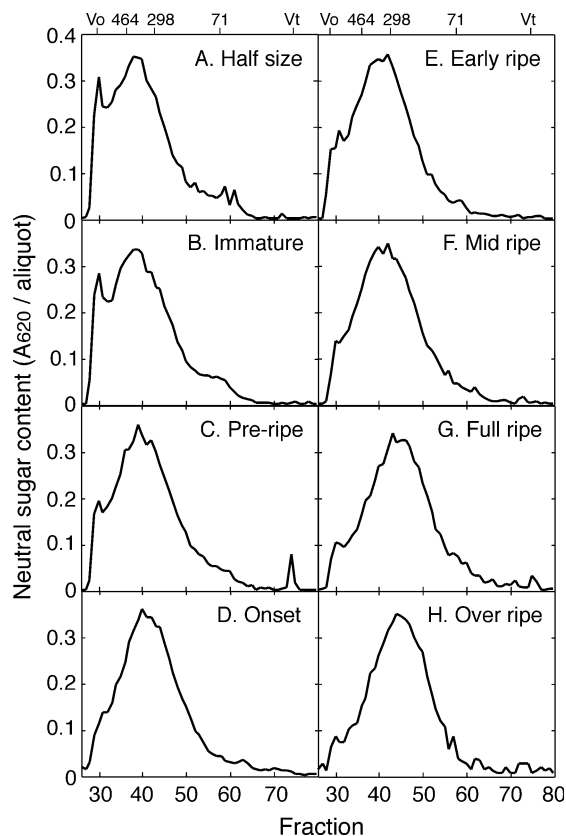 Vo 464 298 71 Vt Vo 464 298 71 Vt
0.4 A. Half size E. Early ripe
0.3
0.2
0.1
0
B. Immature F. Mid ripe
0.3
0.2
0.1
0
C. Pre-ripe G. Full ripe
0.3
0.2
0.1
0
D. Onset H. Over ripe
0.3
0.2
0.1
0
30 40 50 60 70 30 40 50 60 70 80
Fraction
Neutral sugar content (A620 / aliquot)